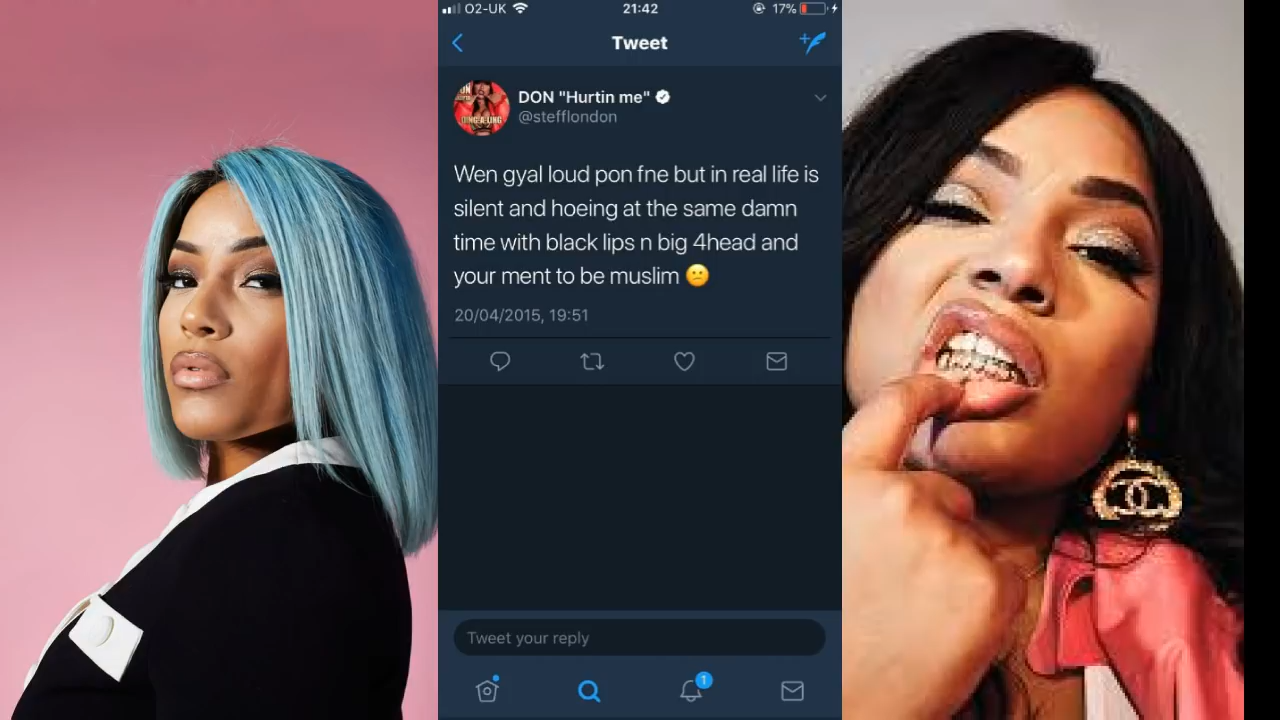 O2-UK 21:42 17%
Tweet
DON "Hurtin me"
@stefflondon
Wen gyal loud pon fne but in real life is
silent and hoeing at the same damn
time with black lips n big 4head and
your ment to be muslim 😕
20/04/2015, 19:51
Tweet your reply
1